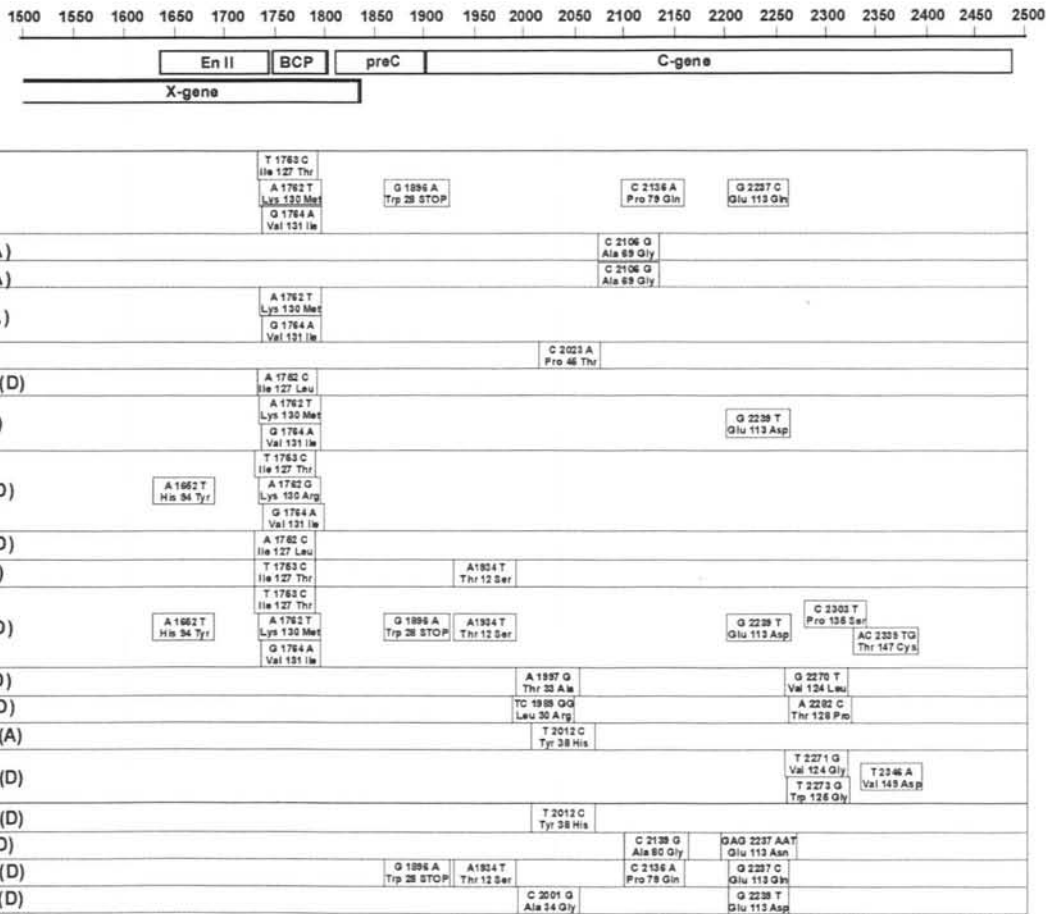 1500 1550 1600 1650 1700 1750 1800 1850 1900 1950 2000 2050 2100 2150 2200 2250 2300 2350 2400 2450 2500
En II BCP preC C-gene
X-gene
T 1753 C
Ile 127 Thr
A 1762 T
Lys 130 Met
G 1764 A
Val 131 Ile
G 1896 A
Trp 28 STOP
C 2136 A
Pro 79 Gln
G 2237 C
Glu 113 Gln
A)
C 2106 G
Ala 69 Gly
A)
C 2106 G
Ala 69 Gly
)
A 1762 T
Lys 130 Met
G 1764 A
Val 131 Ile
C 2023 A
Pro 45 Thr
(D)
A 1752 C
Ile 127 Leu
)
A 1762 T
Lys 130 Met
G 1764 A
Val 131 Ile
G 2239 T
Glu 113 Asp
D)
A 1652 T
His 94 Tyr
T 1753 C
Ile 127 Thr
A 1762 G
Lys 130 Arg
G 1764 A
Val 131 Ile
D)
A 1752 C
Ile 127 Leu
)
T 1753 C
Ile 127 Thr
A1934 T
Thr 12 Ser
D)
A 1652 T
His 94 Tyr
T 1753 C
Ile 127 Thr
A 1762 T
Lys 130 Met
G 1764 A
Val 131 Ile
G 1896 A
Trp 28 STOP
A1934 T
Thr 12 Ser
G 2239 T
Glu 113 Asp
C 2303 T
Pro 135 Ser
AC 2339 TG
Thr 147 Cys
D)
A 1997 G
Thr 33 Ala
G 2270 T
Val 124 Leu
D)
TC 1989 GG
Leu 30 Arg
A 2282 C
Thr 128 Pro
(A)
T 2012 C
Tyr 38 His
(D)
T 2271 G
Val 124 Gly
T 2273 G
Trp 125 Gly
T 2346 A
Val 149 Asp
(D)
T 2012 C
Tyr 38 His
D)
C 2139 G
Ala 80 Gly
GAG 2237 AAT
Glu 113 Asn
(D)
G 1896 A
Trp 28 STOP
A1934 T
Thr 12 Ser
C 2136 A
Pro 79 Gln
G 2237 C
Glu 113 Gln
(D)
C 2001 G
Ala 34 Gly
G 2239 T
Glu 113 Asp